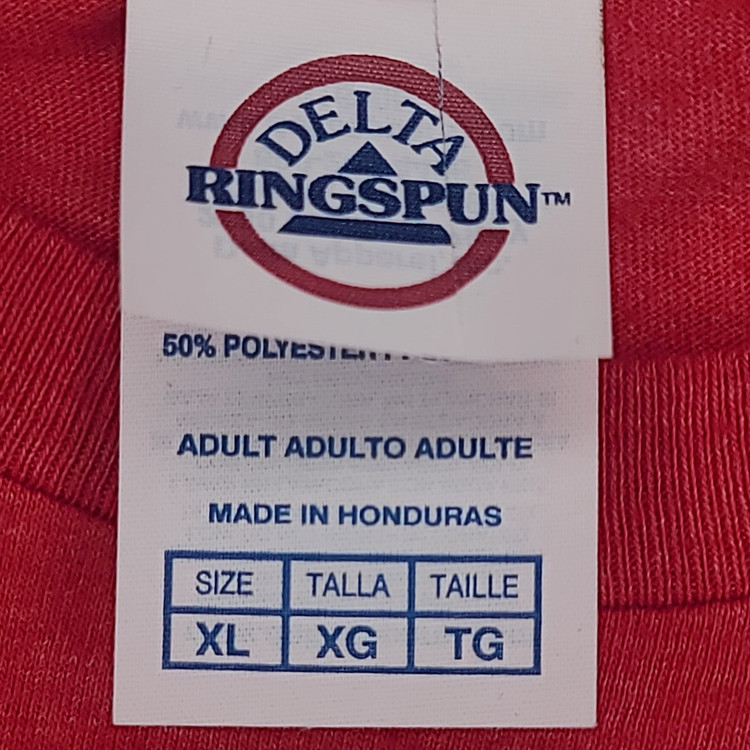 DELTA
RINGSPUN™
50% POLYESTER
ADULT ADULTO ADULTE
MADE IN HONDURAS
SIZE TALLA TAILLE
XL XG TG